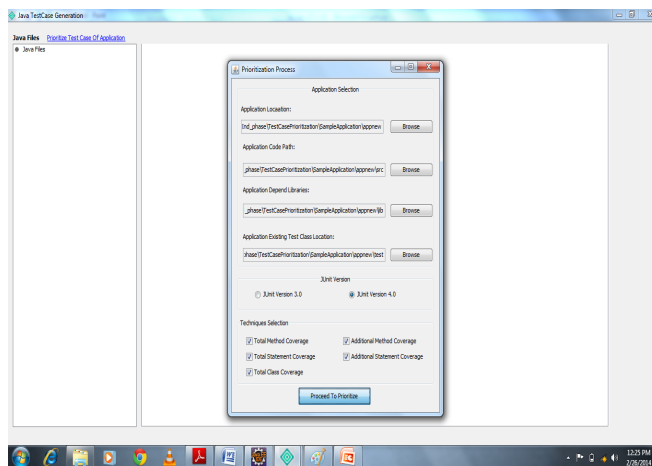 Java TestCase Generation
Java Files Prioritize Test Case Of Application
Java Files
Prioritization Process
Application Selection
Application Locaation:
Ind_phase\TestCasePrioritization\SampleApplication\appnew Browse
Application Code Path:
_phase\TestCasePrioritization\SampleApplication\appnew\src Browse
Application Depend Libraries:
_phase\TestCasePrioritization\SampleApplication\appnew\lib Browse
Application Existing Test Class Location:
phase\TestCasePrioritization\SampleApplication\appnew\test Browse
JUnit Version
JUnit Version 3.0 JUnit Version 4.0
Techniques Selection
Total Method Coverage Additional Method Coverage
Total Statement Coverage Additional Statement Coverage
Total Class Coverage
Proceed To Prioritize
12:25 PM
2/26/2014